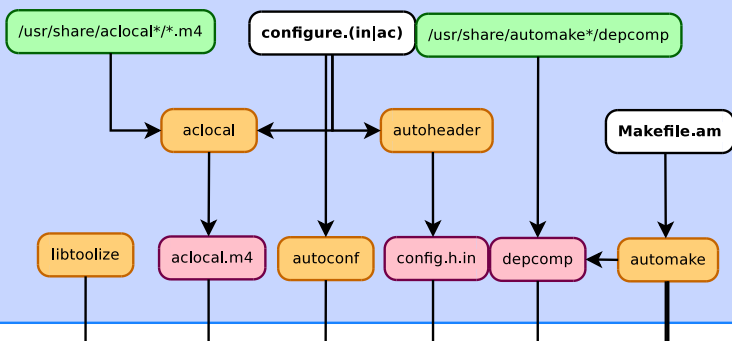 /usr/share/aclocal*/*.m4
configure.(in|ac)
/usr/share/automake*/depcomp
aclocal
autoheader
Makefile.am
libtoolize
aclocal.m4
autoconf
config.h.in
depcomp
automake